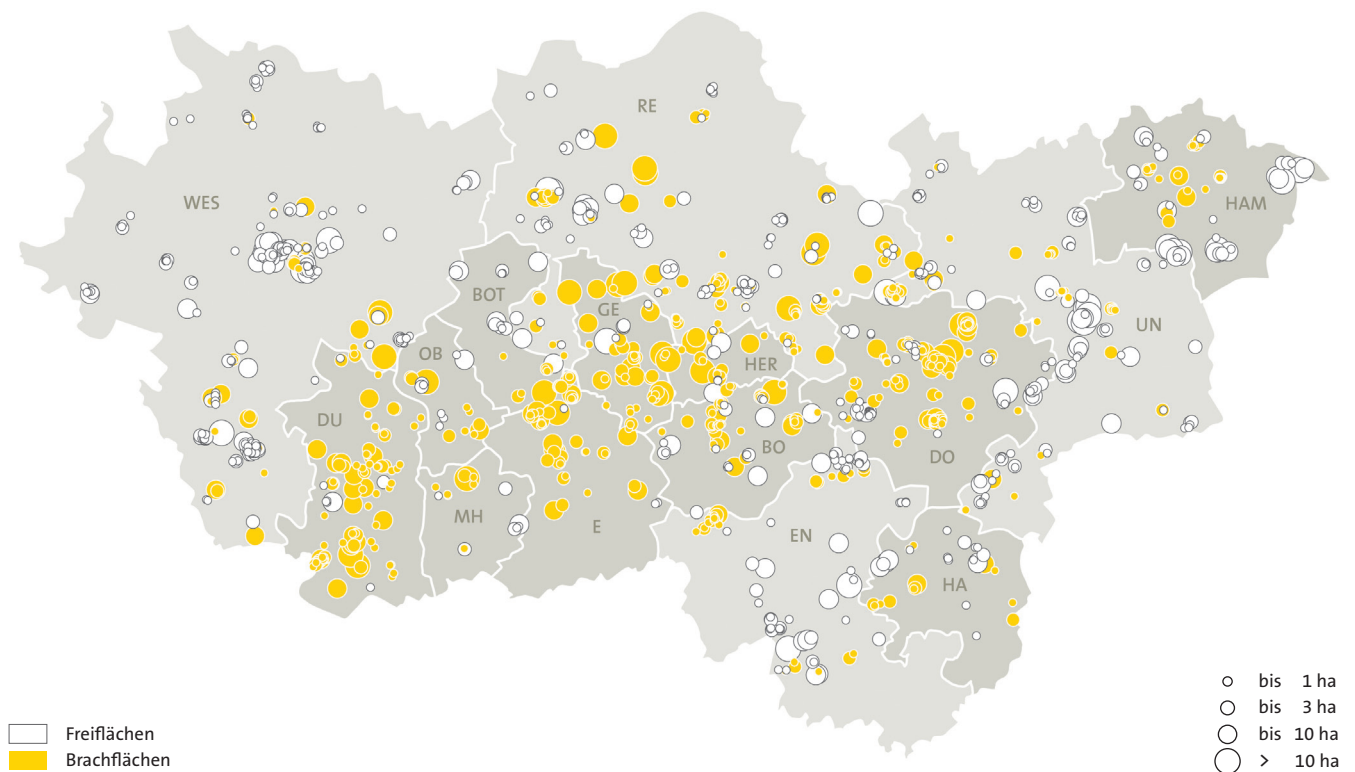 RE
WES
HAM
BOT
GE
UN
OB
HER
DU
BO
DO
MH
E
EN
HA
Freiflächen
Brachflächen
bis 1 ha
bis 3 ha
bis 10 ha
> 10 ha